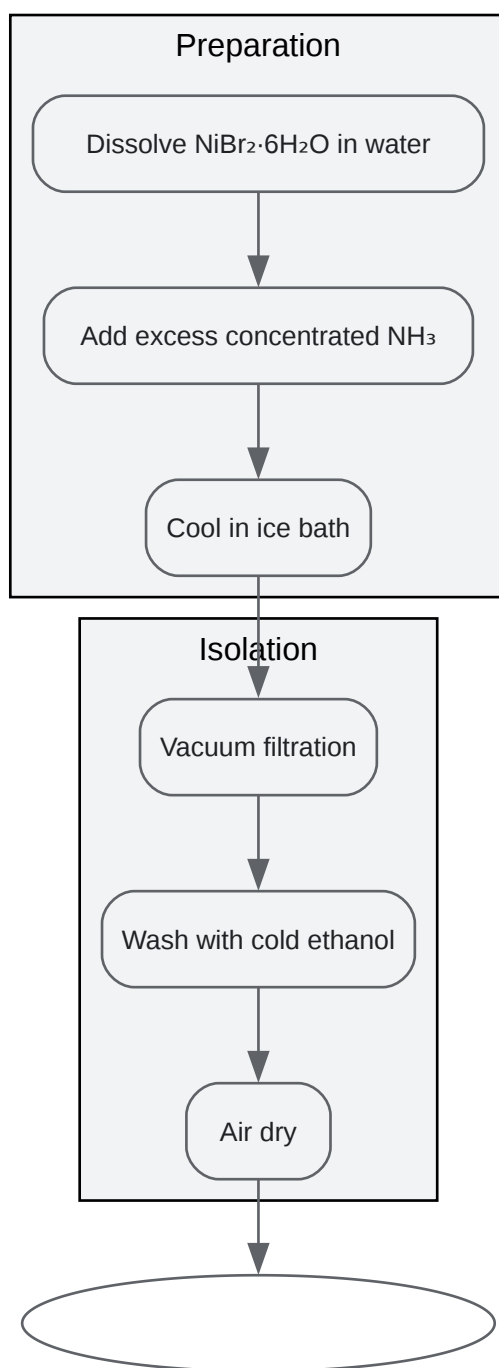 Preparation
Dissolve NiBr₂·6H₂O in water
Add excess concentrated NH₃
Cool in ice bath
Isolation
Vacuum filtration
Wash with cold ethanol
Air dry